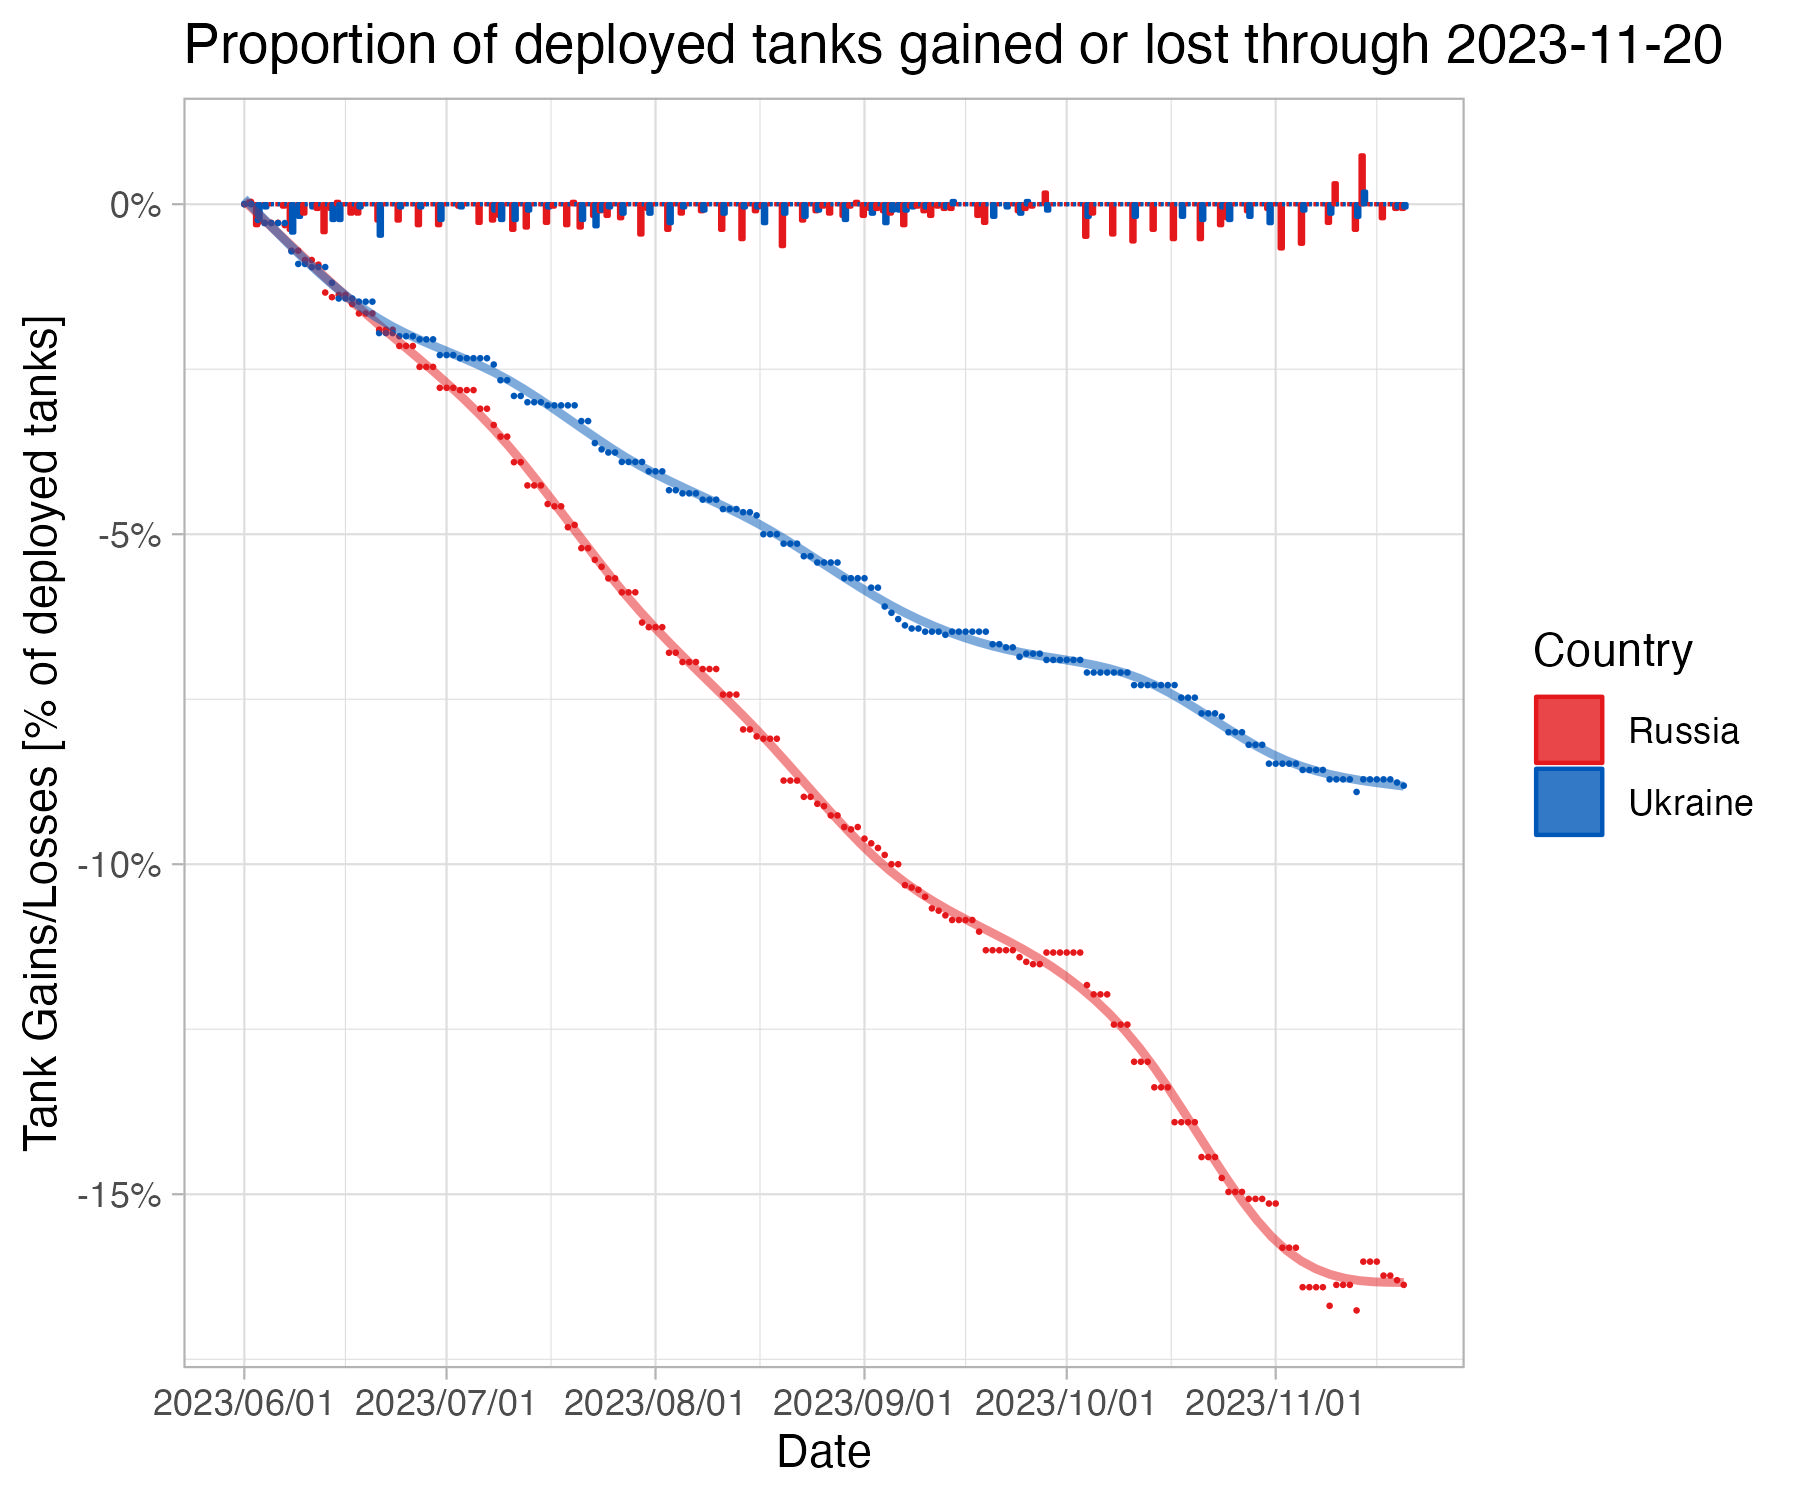 Proportion of deployed tanks gained or lost through 2023-11-20
Tank Gains/Losses [% of deployed tanks]
0%
-5%
-10%
-15%
2023/06/01 2023/07/01 2023/08/01 2023/09/01 2023/10/01 2023/11/01
Date
Country
Russia
Ukraine